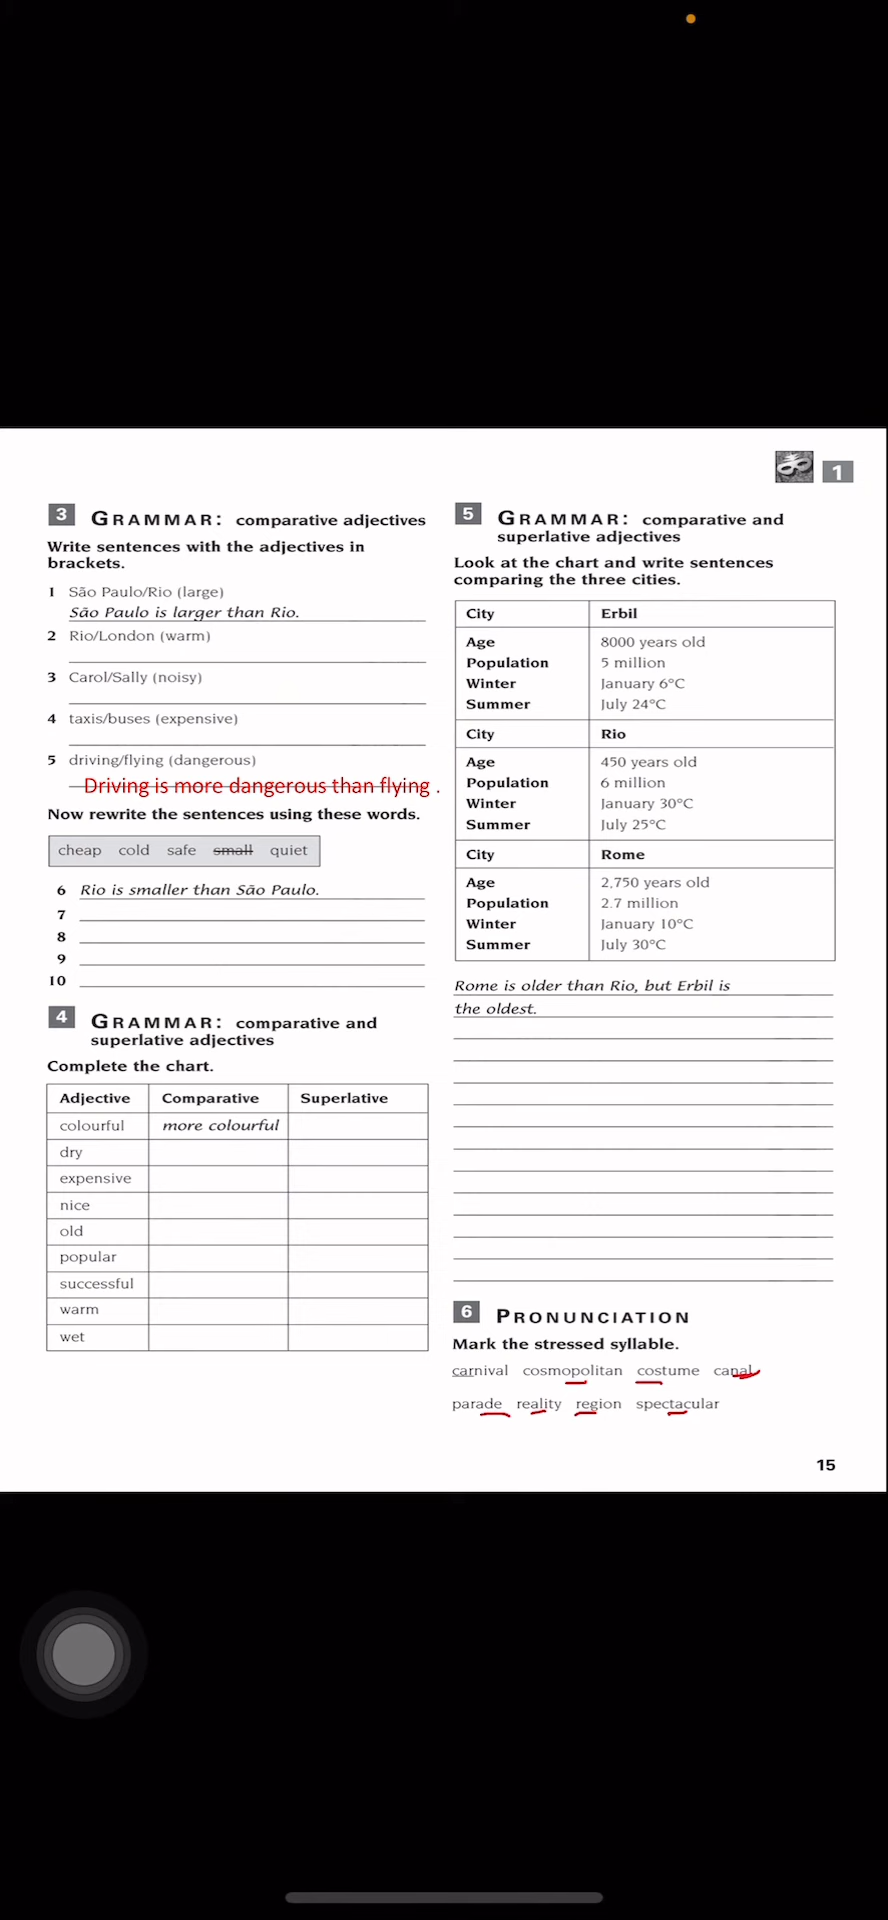 1
3 GRAMMAR: comparative adjectives
Write sentences with the adjectives in
brackets.
1 São Paulo/Rio (large)
São Paulo is larger than Rio.
2 Rio/London (warm)
3 Carol/Sally (noisy)
4 taxis/buses (expensive)
5 driving/flying (dangerous)
Driving is more dangerous than flying .
Now rewrite the sentences using these words.
cheap cold safe small quiet
6 Rio is smaller than São Paulo.
7
8
9
10
4 GRAMMAR: comparative and
superlative adjectives
Complete the chart.
Adjective Comparative Superlative
colourful more colourful
dry
expensive
nice
old
popular
successful
warm
wet
5 GRAMMAR: comparative and
superlative adjectives
Look at the chart and write sentences
comparing the three cities.
City Erbil
Age 8000 years old
Population 5 million
Winter January 6°C
Summer July 24°C
City Rio
Age 450 years old
Population 6 million
Winter January 30°C
Summer July 25°C
City Rome
Age 2,750 years old
Population 2.7 million
Winter January 10°C
Summer July 30°C
Rome is older than Rio, but Erbil is
the oldest.
6 PRONUNCIATION
Mark the stressed syllable.
carnival cosmopolitan costume canal
parade reality region spectacular
15